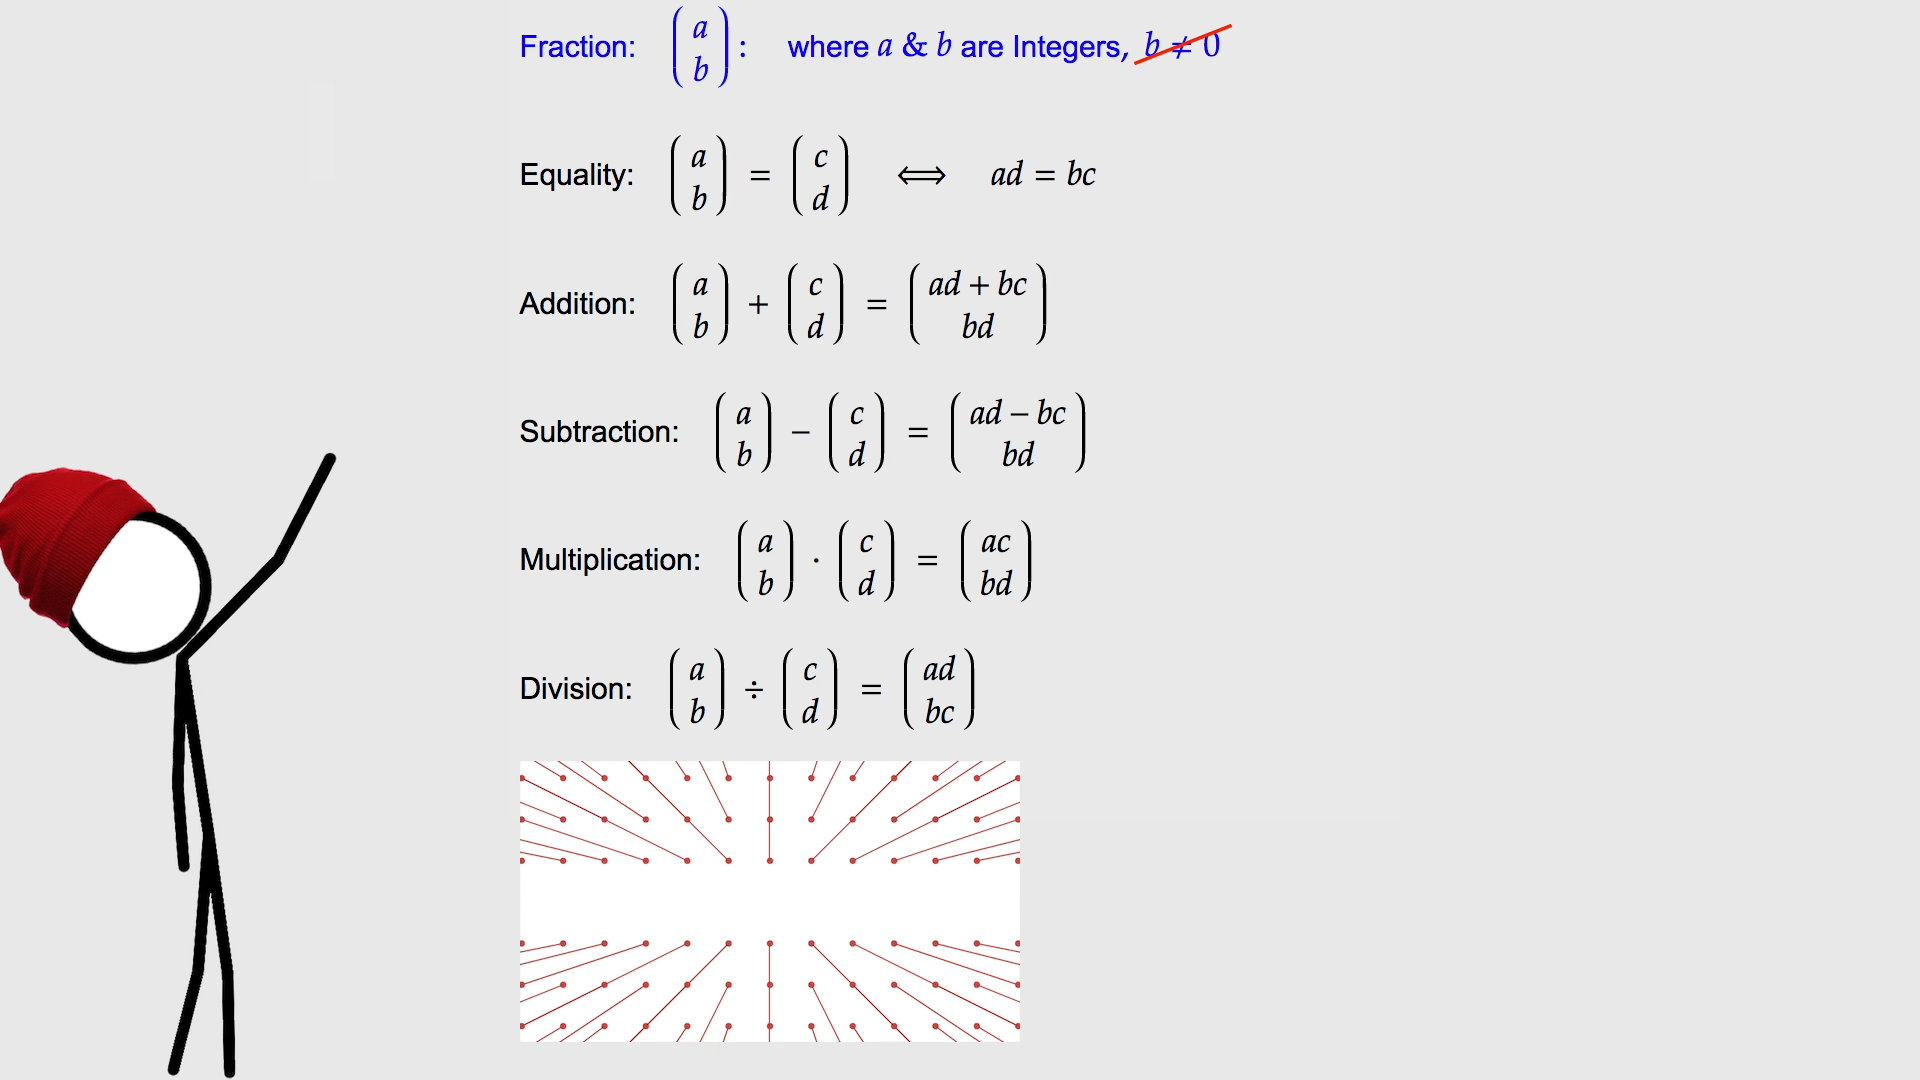 Fraction: (a b): where a & b are Integers, b ≠ 0
Equality: (a b) = (c d) ⟺ ad = bc
Addition: (a b) + (c d) = (ad + bc bd)
Subtraction: (a b) − (c d) = (ad − bc bd)
Multiplication: (a b) · (c d) = (ac bd)
Division: (a b) ÷ (c d) = (ad bc)